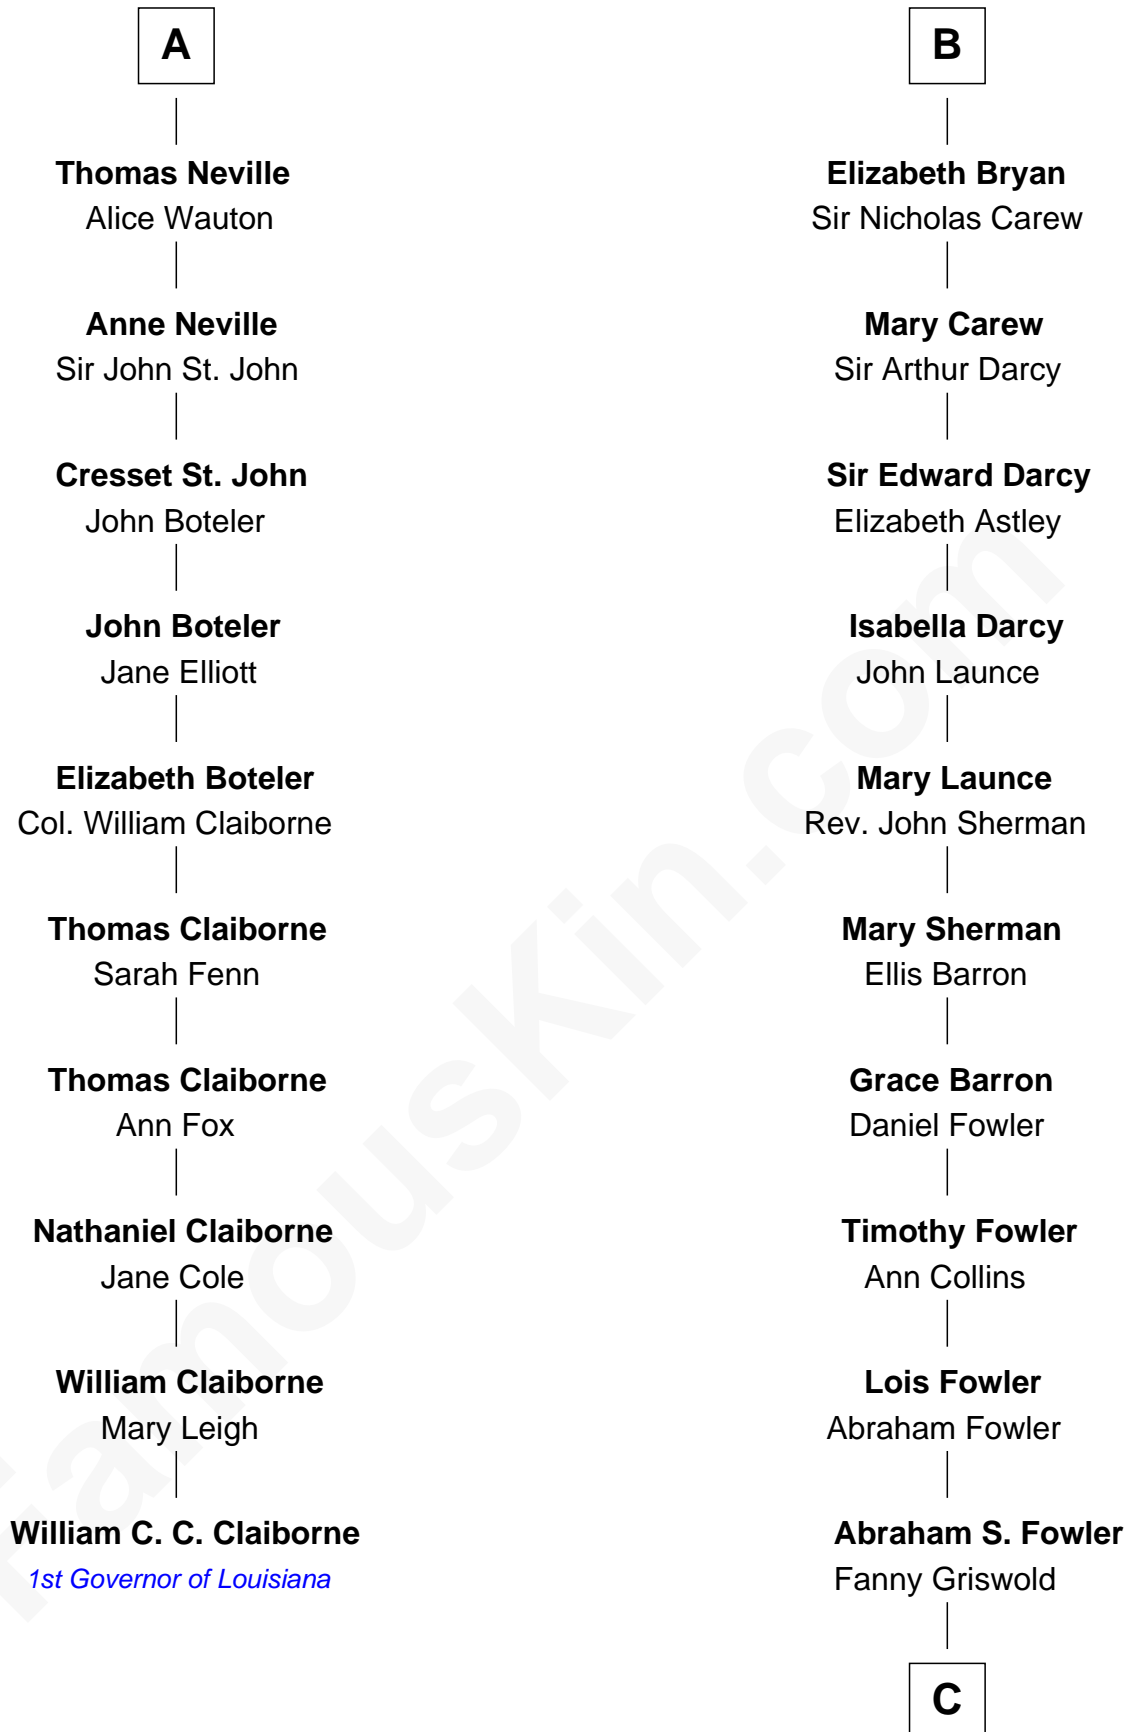 A
Thomas Neville
Alice Wauton
Anne Neville
Sir John St. John
Cresset St. John
John Boteler
John Boteler
Jane Elliott
Elizabeth Boteler
Col. William Claiborne
Thomas Claiborne
Sarah Fenn
Thomas Claiborne
Ann Fox
Nathaniel Claiborne
Jane Cole
William Claiborne
Mary Leigh
William C. C. Claiborne
1st Governor of Louisiana
B
Elizabeth Bryan
Sir Nicholas Carew
Mary Carew
Sir Arthur Darcy
Sir Edward Darcy
Elizabeth Astley
Isabella Darcy
John Launce
Mary Launce
Rev. John Sherman
Mary Sherman
Ellis Barron
Grace Barron
Daniel Fowler
Timothy Fowler
Ann Collins
Lois Fowler
Abraham Fowler
Abraham S. Fowler
Fanny Griswold
C
FamousKin.com